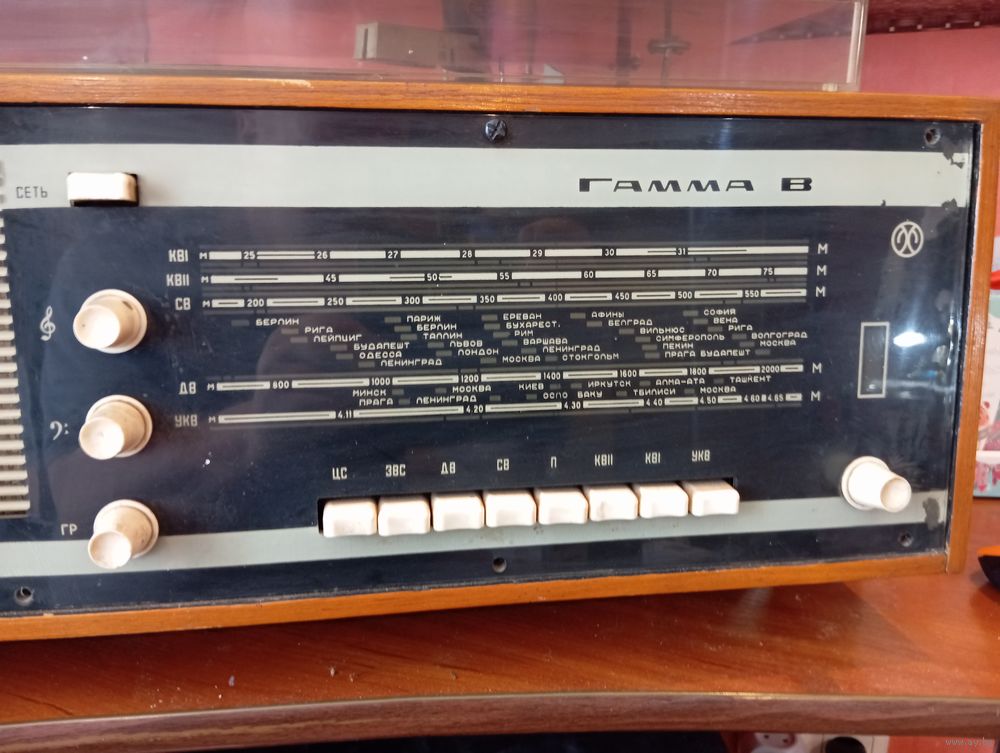 СЕТЬ
ГАММА В
КВI М 25 26 27 28 29 30 31 М
КВII М 45 50 55 60 65 70 75 М
СВ М 200 250 300 350 400 450 500 550 М
БЕРЛИН ПАРИЖ ЕРЕВАН АФИНЫ СОФИЯ
РИГА БЕРЛИН БУХАРЕСТ. БЕЛГРАД ВЕНА
ЛЕЙПЦИГ ТАЛЛИН РИМ ВИЛЬНЮС РИГА
БУДАПЕШТ ЛЬВОВ ВАРШАВА СИМФЕРОПОЛЬ ВОЛГОГРАД
ОДЕССА ЛОНДОН ЛЕНИНГРАД ПЕКИН МОСКВА
ЛЕНИНГРАД МОСКВА СТОКГОЛЬМ ПРАГА БУДАПЕШТ
ДВ М 800 1000 1200 1400 1600 1800 2000 М
МИНСК МОСКВА КИЕВ ИРКУТСК АЛМА-АТА ТАШКЕНТ
ПРАГА ЛЕНИНГРАД ОСЛО БАКУ ТБИЛИСИ МОСКВА
УКВ М 4.11 4.20 4.30 4.40 4.50 4.60 4.65 М
ЦС ЗВС ДВ СВ П КВII КВI УКВ
ГР